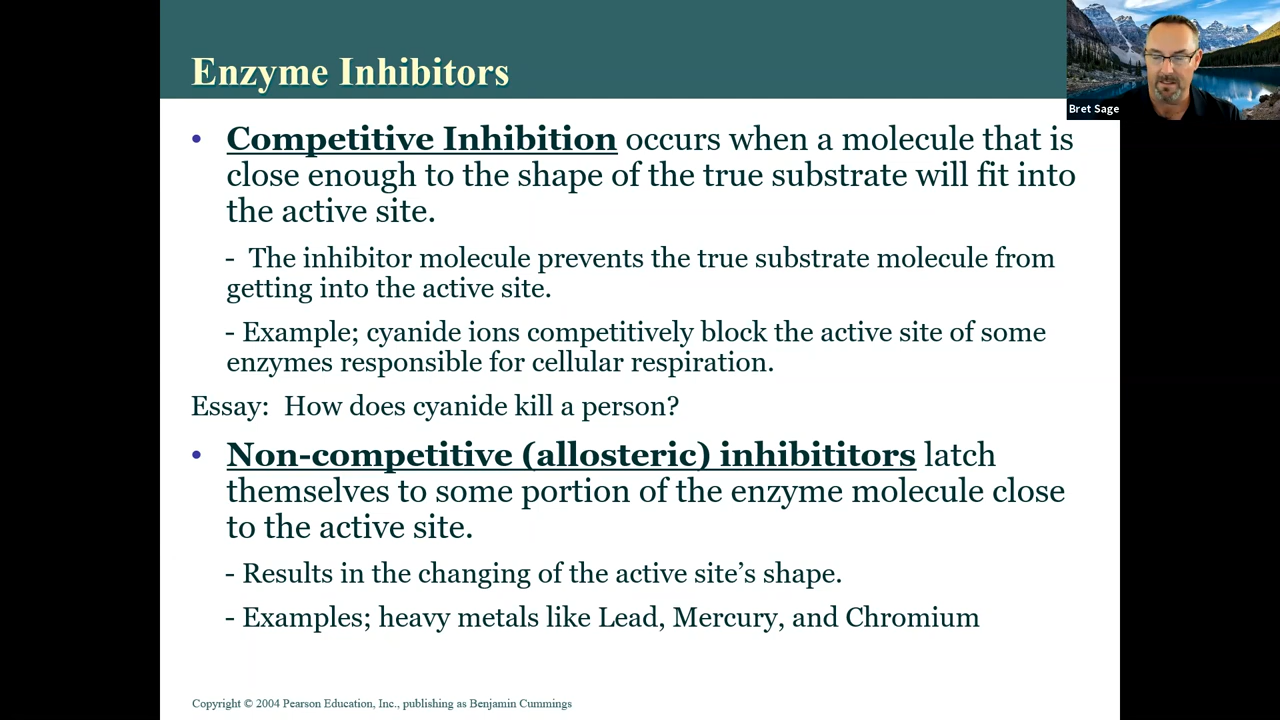 Enzyme Inhibitors
Bret Sage
• Competitive Inhibition occurs when a molecule that is
close enough to the shape of the true substrate will fit into
the active site.
- The inhibitor molecule prevents the true substrate molecule from
getting into the active site.
- Example; cyanide ions competitively block the active site of some
enzymes responsible for cellular respiration.
Essay: How does cyanide kill a person?
• Non-competitive (allosteric) inhibititors latch
themselves to some portion of the enzyme molecule close
to the active site.
- Results in the changing of the active site's shape.
- Examples; heavy metals like Lead, Mercury, and Chromium
Copyright © 2004 Pearson Education, Inc., publishing as Benjamin Cummings